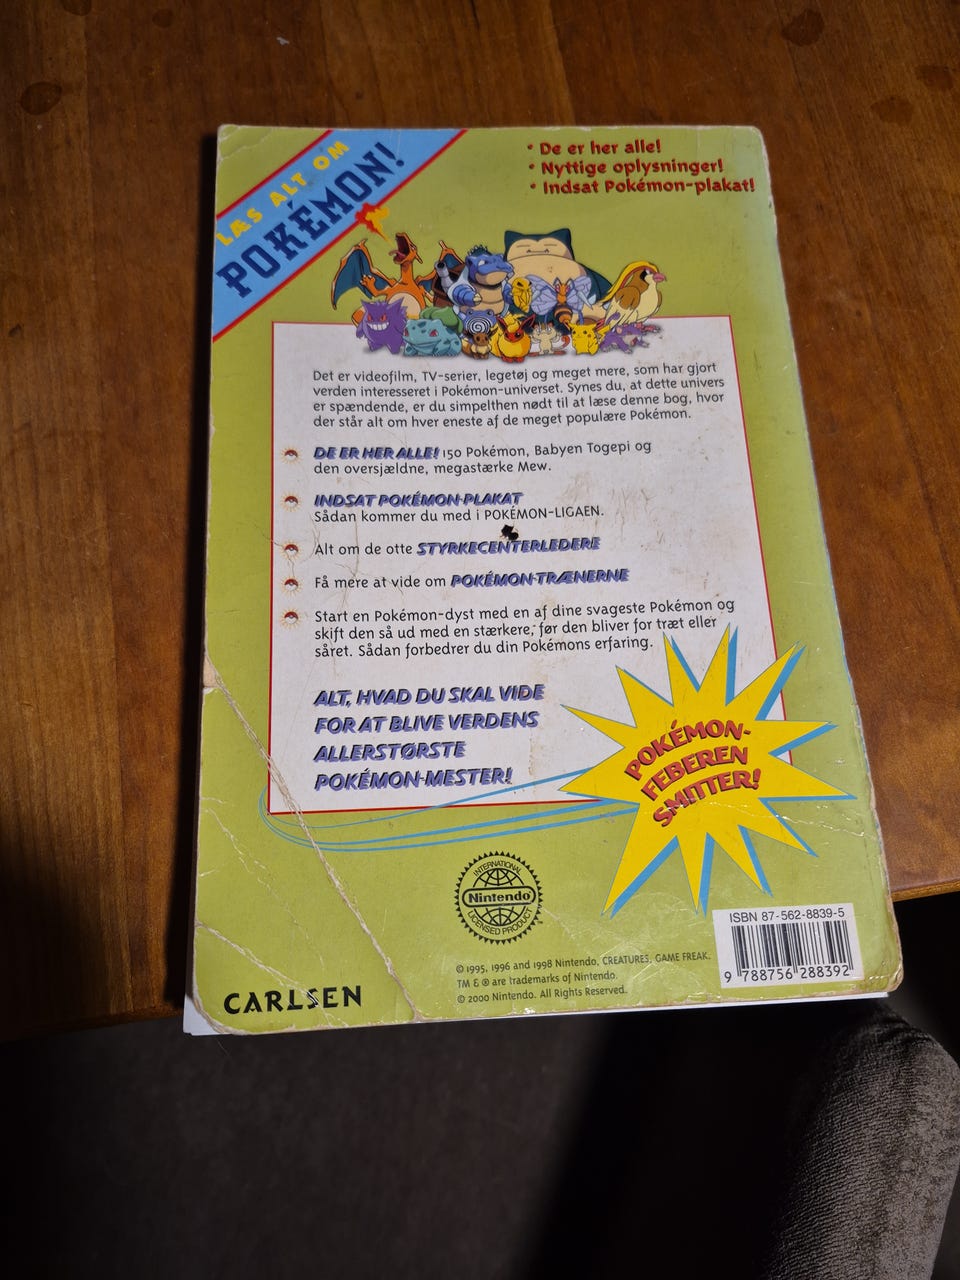 LÆS ALT OM
POKÉMON!
• De er her alle!
• Nyttige oplysninger!
• Indsat Pokémon-plakat!
Det er videofilm, TV-serier, legetøj og meget mere, som har gjort
verden interesseret i Pokémon-universet. Synes du, at dette univers
er spændende, er du simpelthen nødt til at læse denne bog, hvor
der står alt om hver eneste af de meget populære Pokémon.
DE ER HER ALLE! 150 Pokémon, Babyen Togepi og
den oversjældne, megastærke Mew.
INDSAT POKÉMON-PLAKAT
Sådan kommer du med i POKÉMON-LIGAEN.
Alt om de otte STYRKECENTERLEDERE
Få mere at vide om POKÉMON-TRÆNERNE
Start en Pokémon-dyst med en af dine svageste Pokémon og
skift den så ud med en stærkere, før den bliver for træt eller
såret. Sådan forbedrer du din Pokémons erfaring.
ALT, HVAD DU SKAL VIDE
FOR AT BLIVE VERDENS
ALLERSTØRSTE
POKÉMON-MESTER!
POKÉMON-
FEBEREN
SMITTER!
INTERNATIONAL
Nintendo
LICENSED PRODUCT
ISBN 87-562-8839-5
9 788756 288392
© 1995, 1996 and 1998 Nintendo, CREATURES, GAME FREAK.
TM & ® are trademarks of Nintendo.
© 2000 Nintendo. All Rights Reserved.
CARLSEN